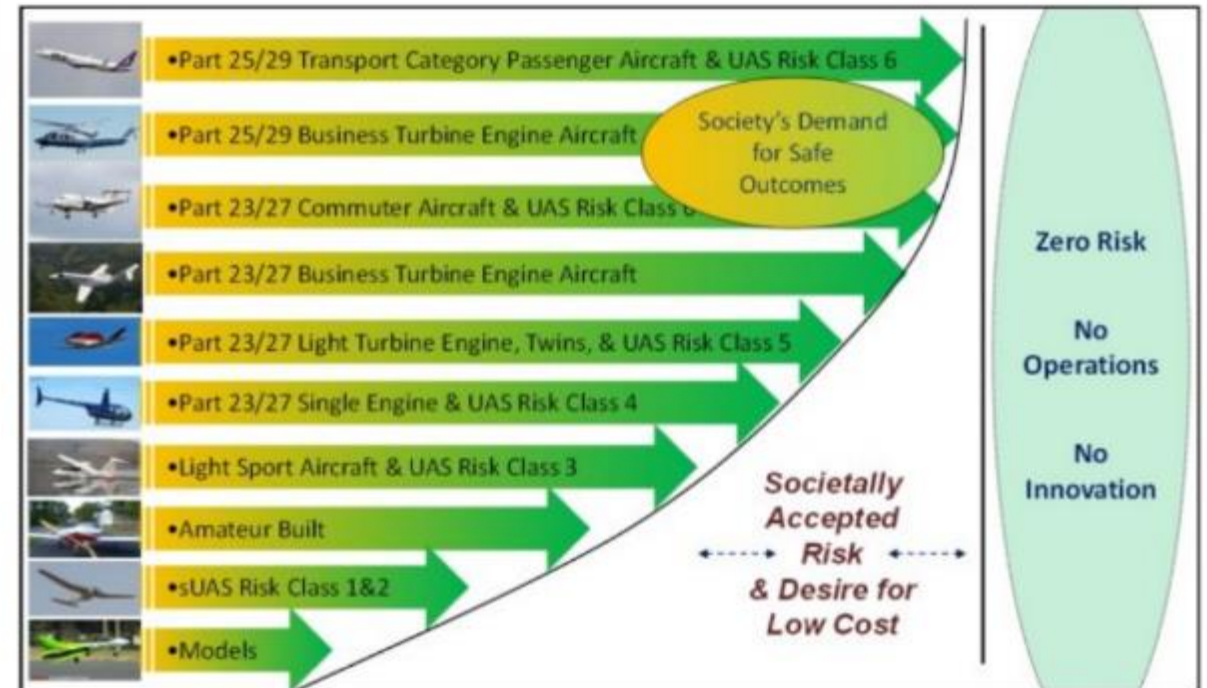 •Part 25/29 Transport Category Passenger Aircraft & UAS Risk Class 6
•Part 25/29 Business Turbine Engine Aircraft
•Part 23/27 Commuter Aircraft & UAS Risk Class
•Part 23/27 Business Turbine Engine Aircraft
•Part 23/27 Light Turbine Engine, Twins, & UAS Risk Class 5
•Part 23/27 Single Engine & UAS Risk Class 4
•Light Sport Aircraft & UAS Risk Class 3
•Amateur Built
•sUAS Risk Class 1&2
•Models
Society's Demand
for Safe
Outcomes
Societally
Accepted
Risk
& Desire for
Low Cost
Zero Risk
No
Operations
No
Innovation